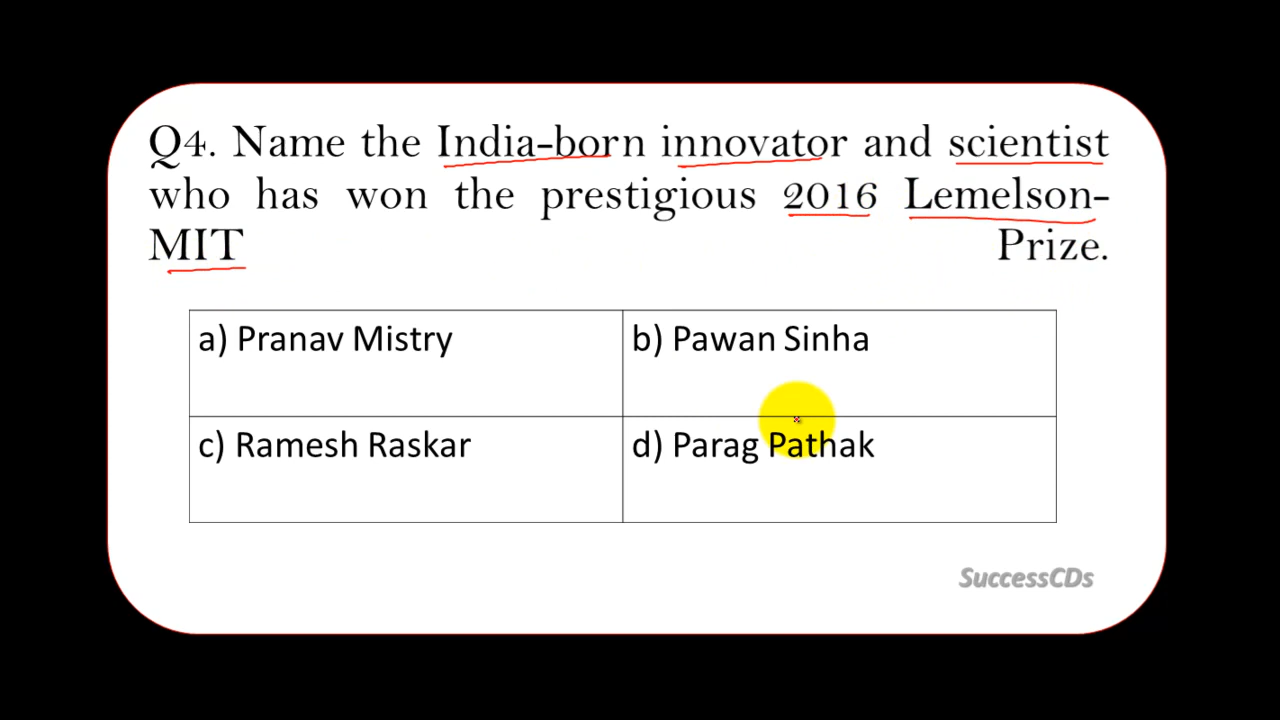 Q4. Name the India-born innovator and scientist
who has won the prestigious 2016 Lemelson-
MIT Prize.
a) Pranav Mistry
b) Pawan Sinha
c) Ramesh Raskar
d) Parag Pathak
SuccessCDs